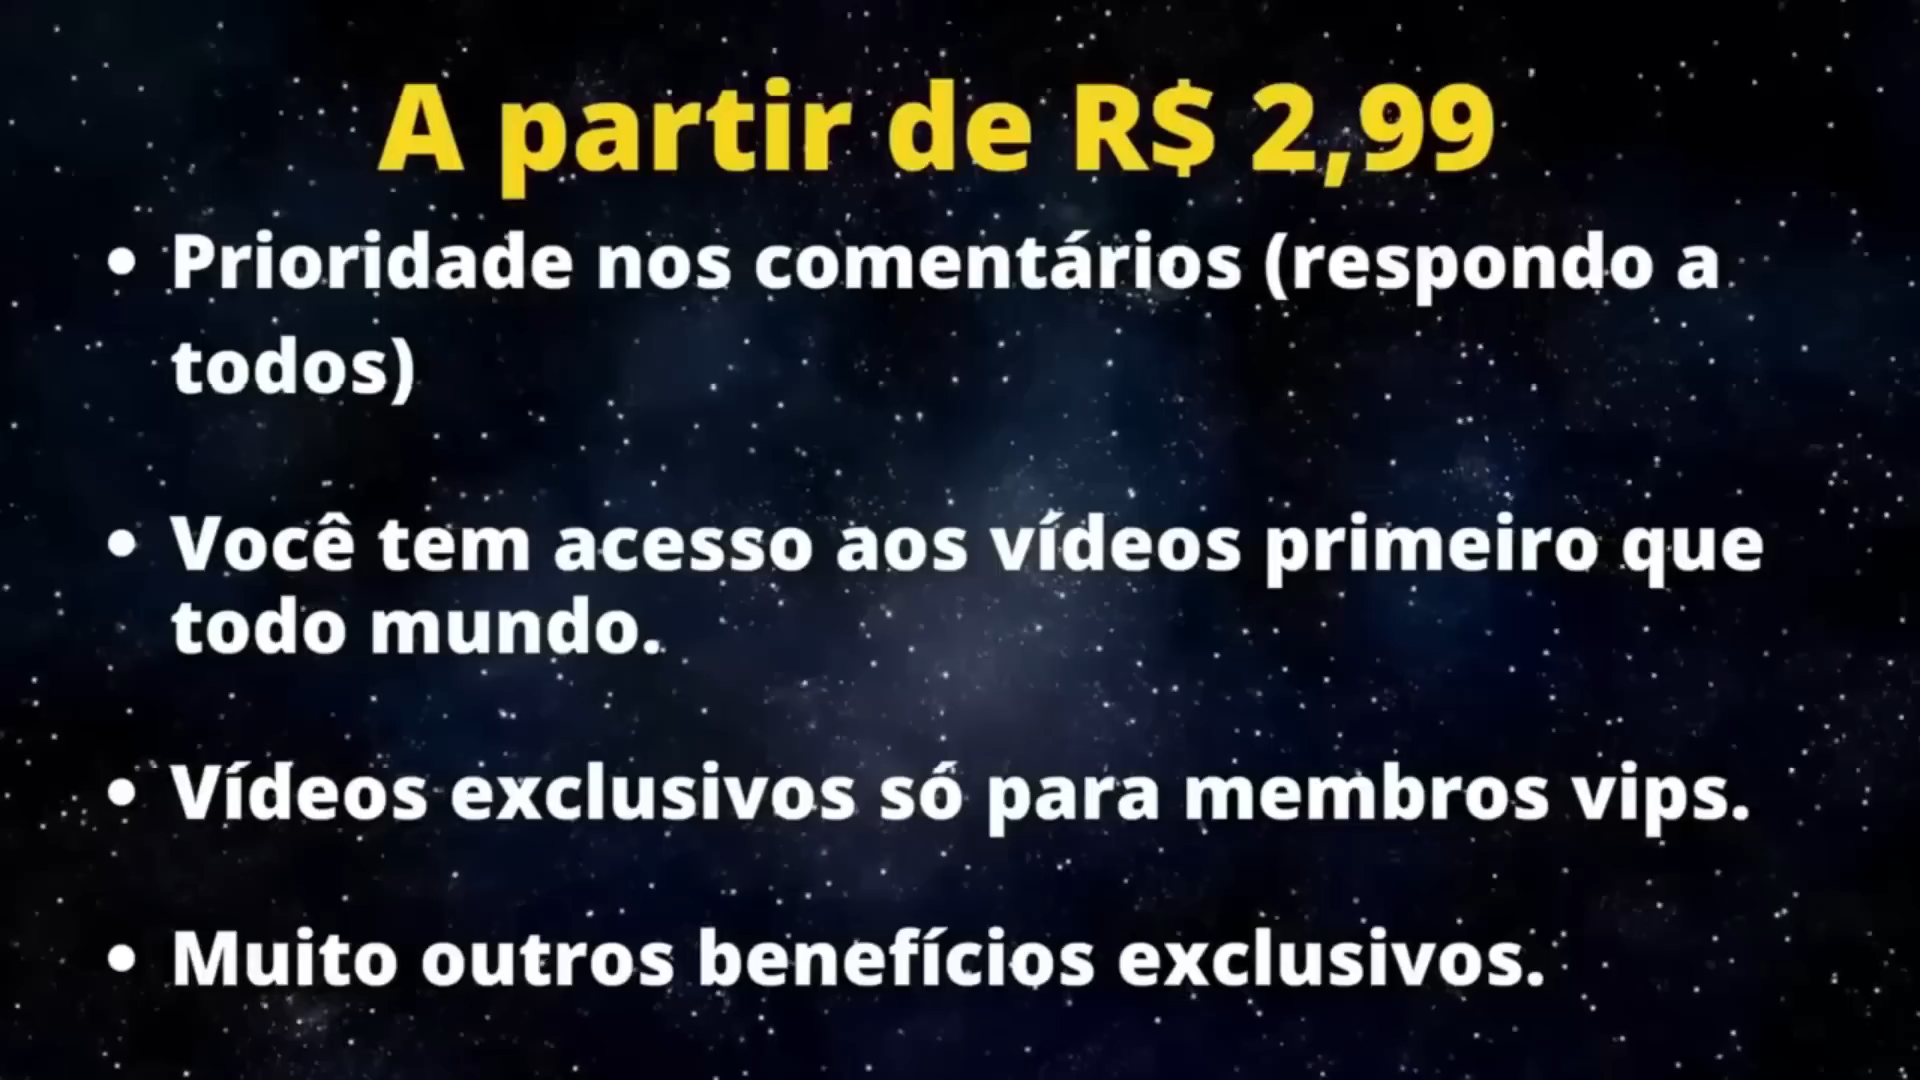 A partir de R$ 2,99
• Prioridade nos comentários (respondo a
todos)
• Você tem acesso aos vídeos primeiro que
todo mundo.
• Vídeos exclusivos só para membros vips.
• Muito outros benefícios exclusivos.